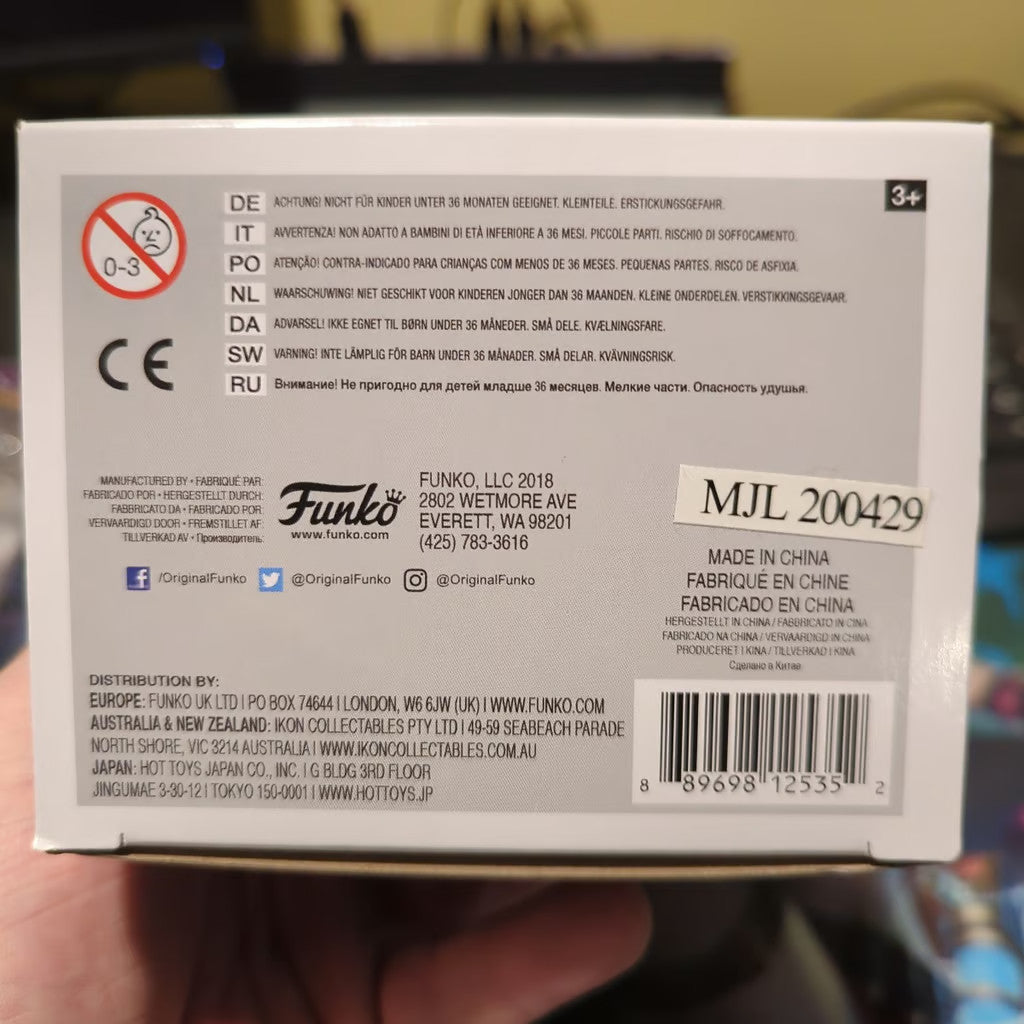 3+
0-3
CE
DE ACHTUNG! NICHT FÜR KINDER UNTER 36 MONATEN GEEIGNET. KLEINTEILE. ERSTICKUNGSGEFAHR.
IT AVVERTENZA! NON ADATTO A BAMBINI DI ETÀ INFERIORE A 36 MESI. PICCOLE PARTI. RISCHIO DI SOFFOCAMENTO.
PO ATENÇÃO! CONTRA-INDICADO PARA CRIANÇAS COM MENOS DE 36 MESES. PEQUENAS PARTES. RISCO DE ASFIXIA.
NL WAARSCHUWING! NIET GESCHIKT VOOR KINDEREN JONGER DAN 36 MAANDEN. KLEINE ONDERDELEN. VERSTIKKINGSGEVAAR.
DA ADVARSEL! IKKE EGNET TIL BØRN UNDER 36 MÅNEDER. SMÅ DELE. KVÆLNINGSFARE.
SW VARNING! INTE LÄMPLIG FÖR BARN UNDER 36 MÅNADER. SMÅ DELAR. KVÄVNINGSRISK.
RU Внимание! Не пригодно для детей младше 36 месяцев. Мелкие части. Опасность удушья.
MANUFACTURED BY • FABRIQUÉ PAR:
FABRICADO POR • HERGESTELLT DURCH:
FABBRICATO DA • FABRICADO POR:
VERVAARDIGD DOOR • FREMSTILLET AF:
TILLVERKAD AV • Производитель:
Funko
www.funko.com
FUNKO, LLC 2018
2802 WETMORE AVE
EVERETT, WA 98201
(425) 783-3616
/OriginalFunko @OriginalFunko @OriginalFunko
MJL 200429
MADE IN CHINA
FABRIQUÉ EN CHINE
FABRICADO EN CHINA
HERGESTELLT IN CHINA / FABBRICATO IN CINA
FABRICADO NA CHINA / VERVAARDIGD IN CHINA
PRODUCERET I KINA / TILLVERKAD I KINA
Сделано в Китае
DISTRIBUTION BY:
EUROPE: FUNKO UK LTD | PO BOX 74644 | LONDON, W6 6JW (UK) | WWW.FUNKO.COM
AUSTRALIA & NEW ZEALAND: IKON COLLECTABLES PTY LTD | 49-59 SEABEACH PARADE
NORTH SHORE, VIC 3214 AUSTRALIA | WWW.IKONCOLLECTABLES.COM.AU
JAPAN: HOT TOYS JAPAN CO., INC. | G BLDG 3RD FLOOR
JINGUMAE 3-30-12 | TOKYO 150-0001 | WWW.HOTTOYS.JP
8 89698 12535 2